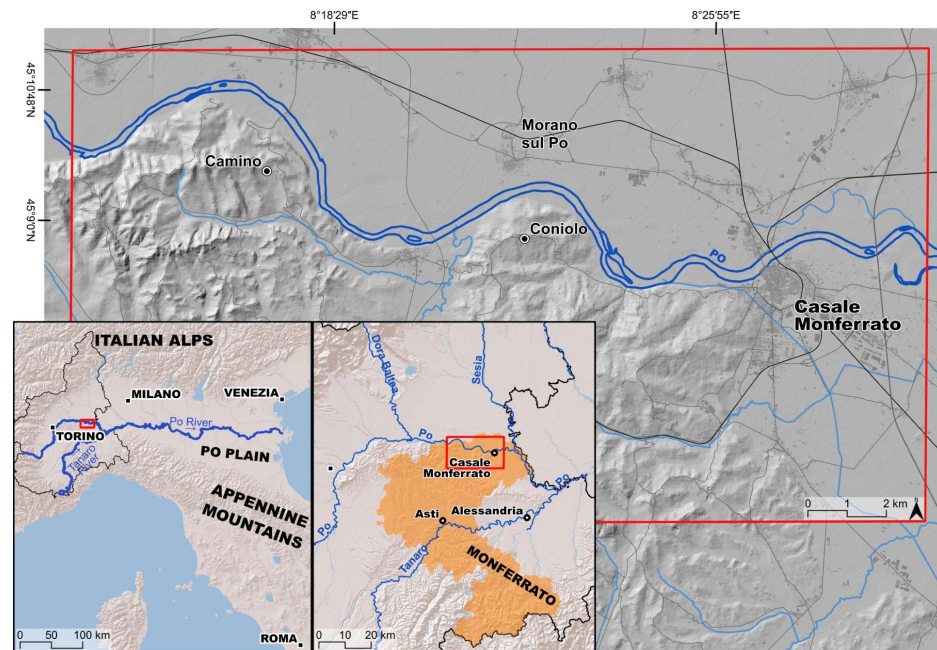 8°18'29"E
8°25'55"E
45°10'48"N
45°9'0"N
Morano
sul Po
Camino
Coniolo
PO
Casale
Monferrato
0 1 2 km
N
ITALIAN ALPS
MILANO
VENEZIA
TORINO
Po River
Tanaro
River
PO PLAIN
APPENNINE
MOUNTAINS
ROMA
0 50 100 km
Dora Baltea
Sesia
Po
Casale
Monferrato
Po
Po
Asti
Alessandria
Tanaro
MONFERRATO
0 10 20 km